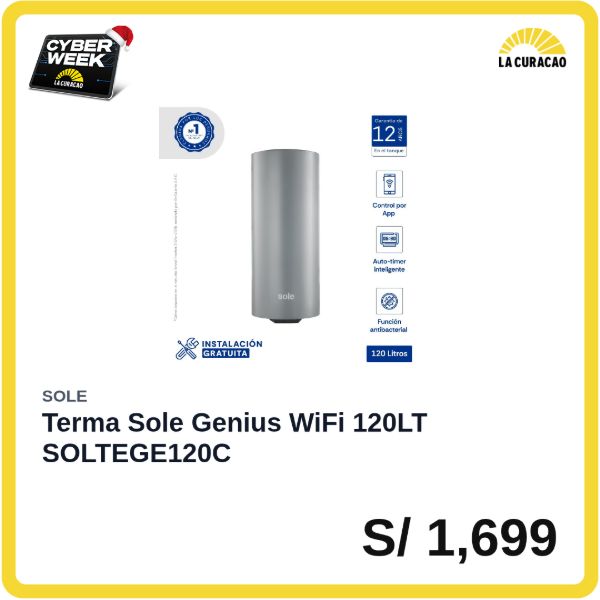 CYBER
WEEK
LA CURACAO
LA CURACAO
Nº1
Garantía de
12 AÑOS
En el tanque
Control por
App
Auto-timer
inteligente
Función
antibacterial
120 Litros
sole
INSTALACIÓN
GRATUITA
SOLE
Terma Sole Genius WiFi 120LT
SOLTEGE120C
S/ 1,699